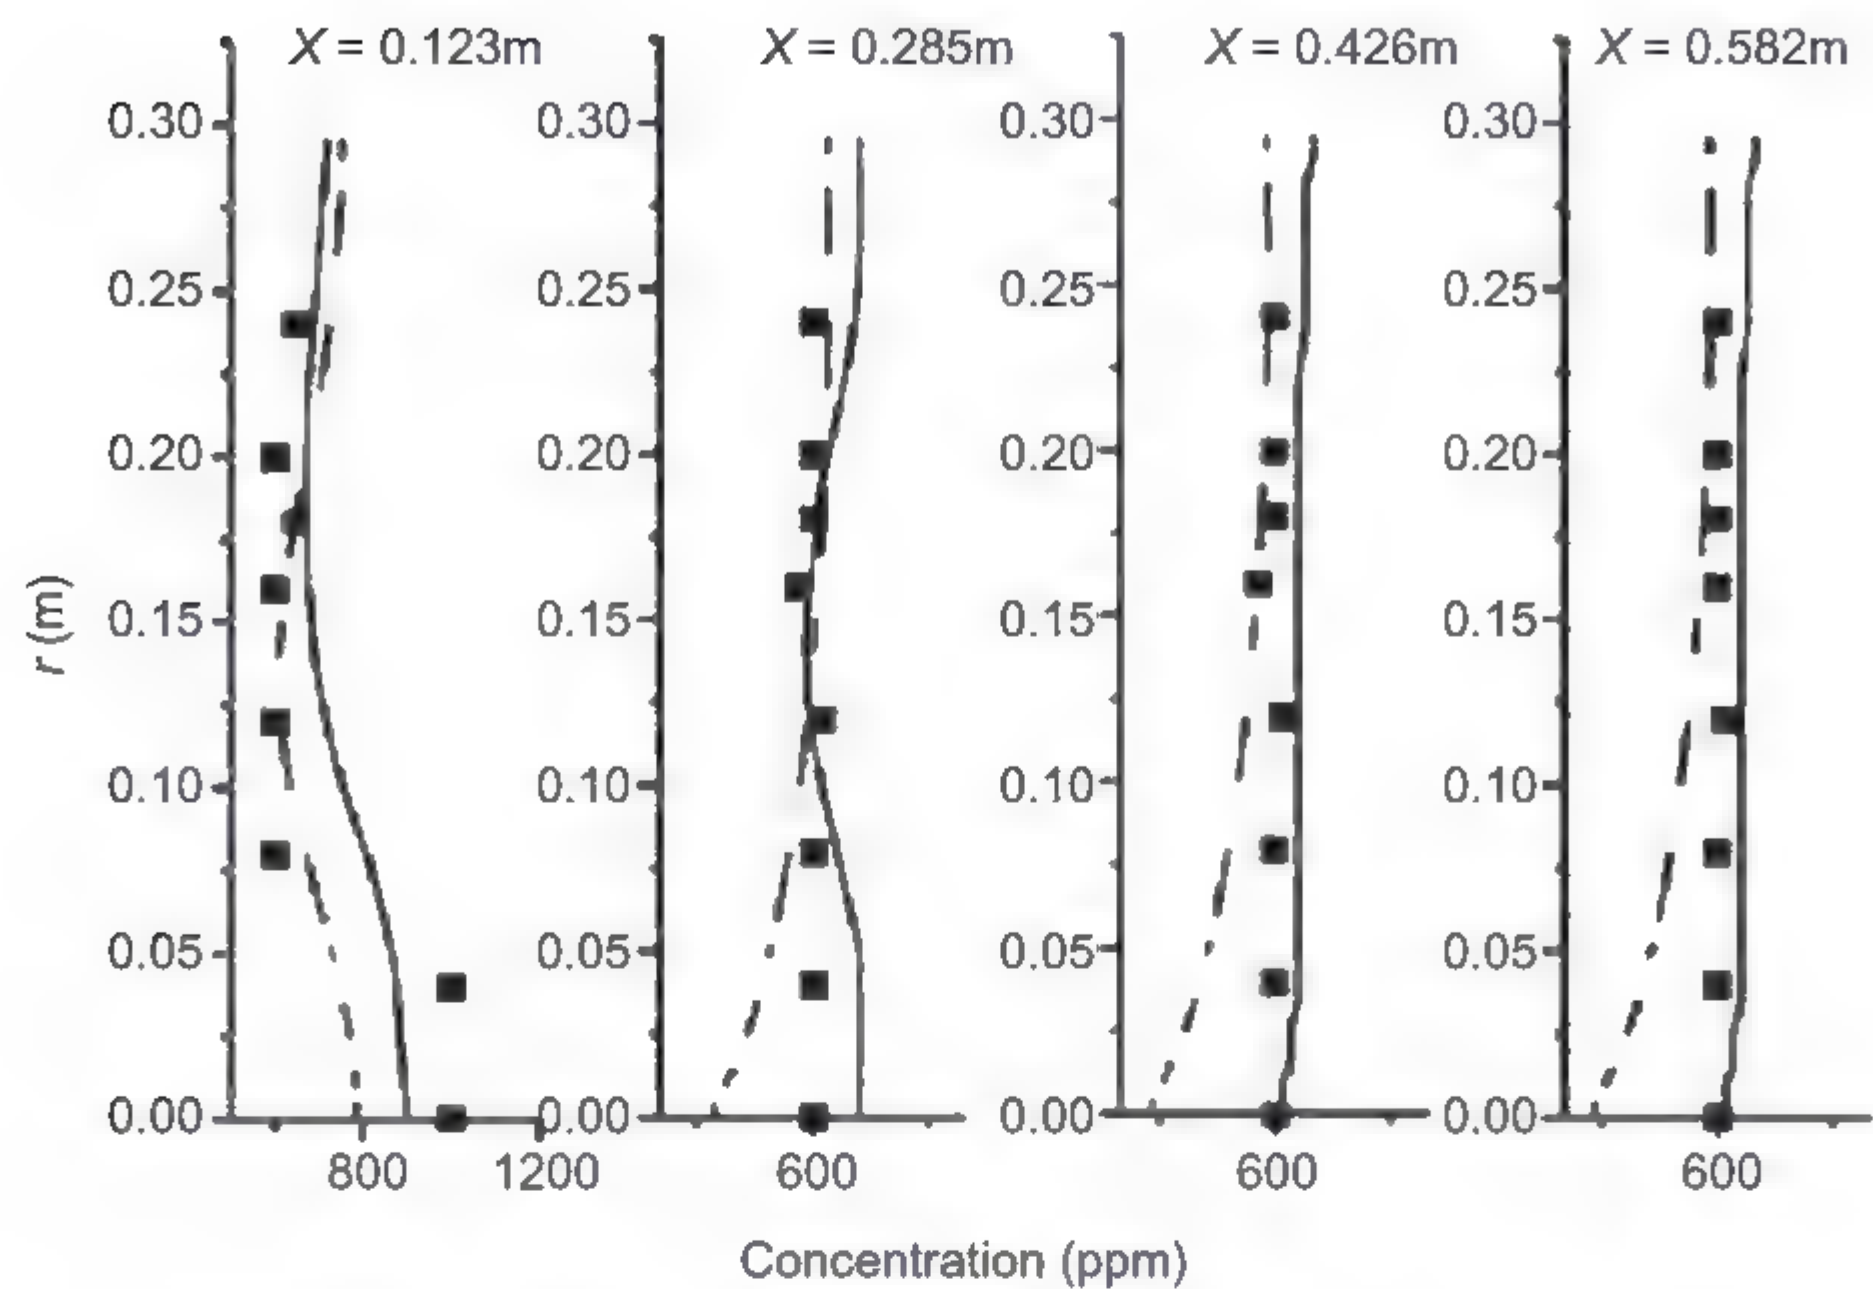 X = 0.123m X = 0.285m X = 0.426m X = 0.582m
0.30 0.30 0.30 0.30
0.25 0.25 0.25 0.25
0.20 0.20 0.20 0.20
0.15 0.15 0.15 0.15
0.10 0.10 0.10 0.10
0.05 0.05 0.05 0.05
0.00 0.00 0.00 0.00
r (m)
800 1200 600 600 600
Concentration (ppm)